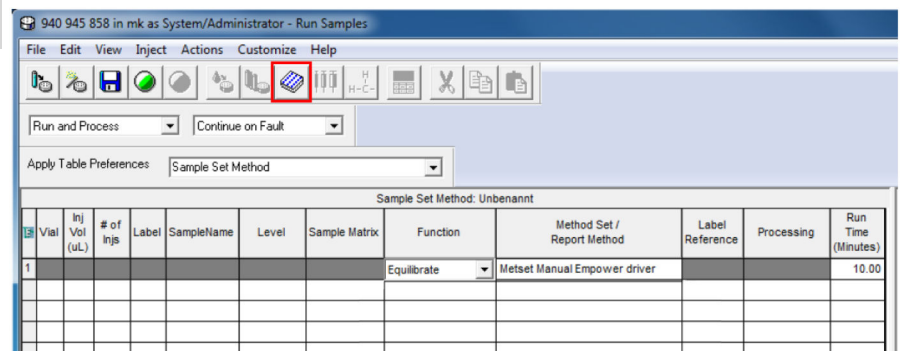 940 945 858 in mk as System/Administrator - Run Samples
File Edit View Inject Actions Customize Help
H
H-C-
Run and Process Continue on Fault
Apply Table Preferences Sample Set Method
Sample Set Method: Unbenannt
Vial Inj Vol (uL) # of Injs Label SampleName Level Sample Matrix Function Method Set / Report Method Label Reference Processing Run Time (Minutes)
1 Equilibrate Metset Manual Empower driver 10.00